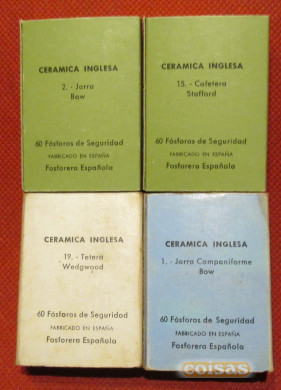 CERAMICA INGLESA
2. - Jarra
Bow
60 Fósforos de Seguridad
FABRICADO EN ESPAÑA
Fosforera Española
CERAMICA INGLESA
15. - Cafetera
Stafford
60 Fósforos de Seguridad
FABRICADO EN ESPAÑA
Fosforera Española
CERAMICA INGLESA
19. - Tetera
Wedgwood
60 Fósforos de Seguridad
FABRICADO EN ESPAÑA
Fosforera Española
CERAMICA INGLESA
1. - Jarra Campaniforme
Bow
60 Fósforos de Seguridad
FABRICADO EN ESPAÑA
Fosforera Española
coisas